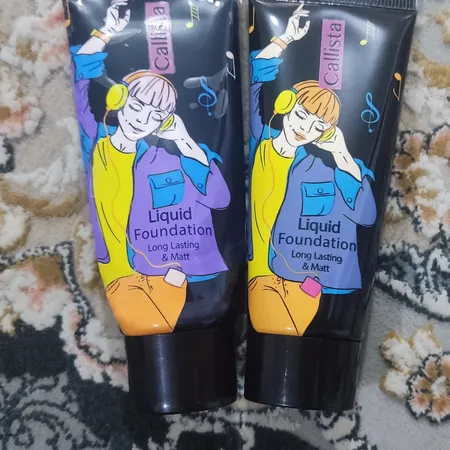 Callista
Liquid
Foundation
Long Lasting
& Matt
Callista
Liquid
Foundation
Long Lasting
& Matt